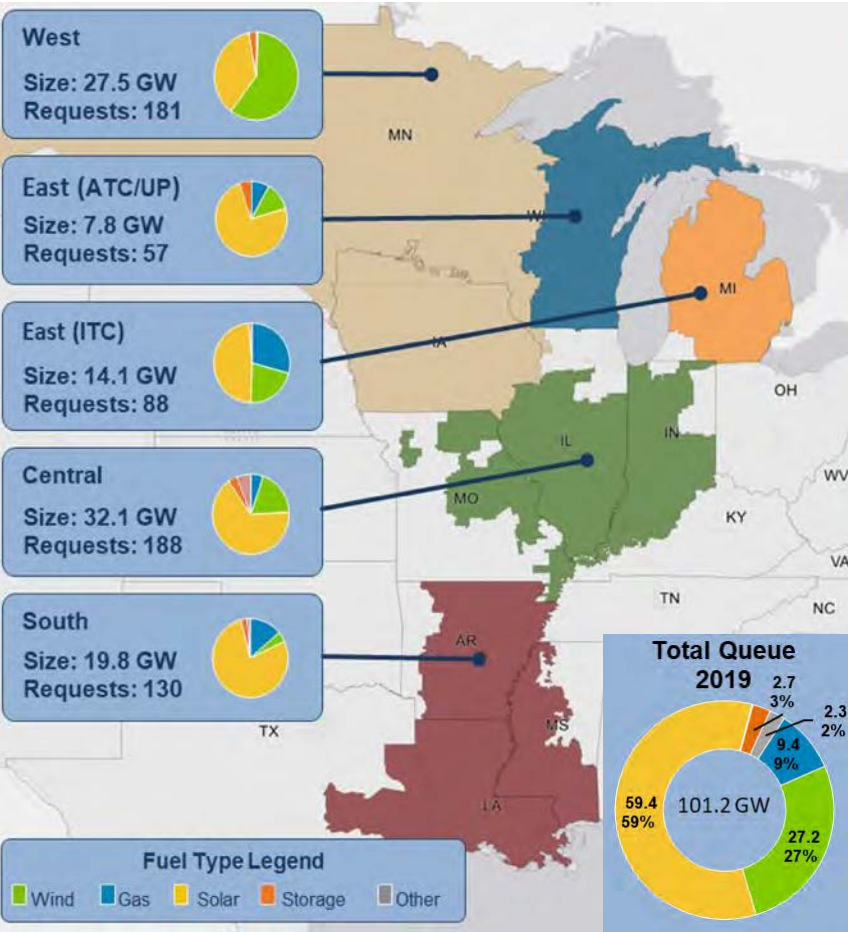 West
Size: 27.5 GW
Requests: 181
East (ATC/UP)
Size: 7.8 GW
Requests: 57
East (ITC)
Size: 14.1 GW
Requests: 88
Central
Size: 32.1 GW
Requests: 188
South
Size: 19.8 GW
Requests: 130
MN
WI
MI
IA
OH
IL
IN
WV
MO
KY
VA
TN
NC
AR
TX
MS
LA
Total Queue
2019
2.7
3%
2.3
2%
9.4
9%
59.4
59%
101.2 GW
27.2
27%
Fuel Type Legend
Wind Gas Solar Storage Other